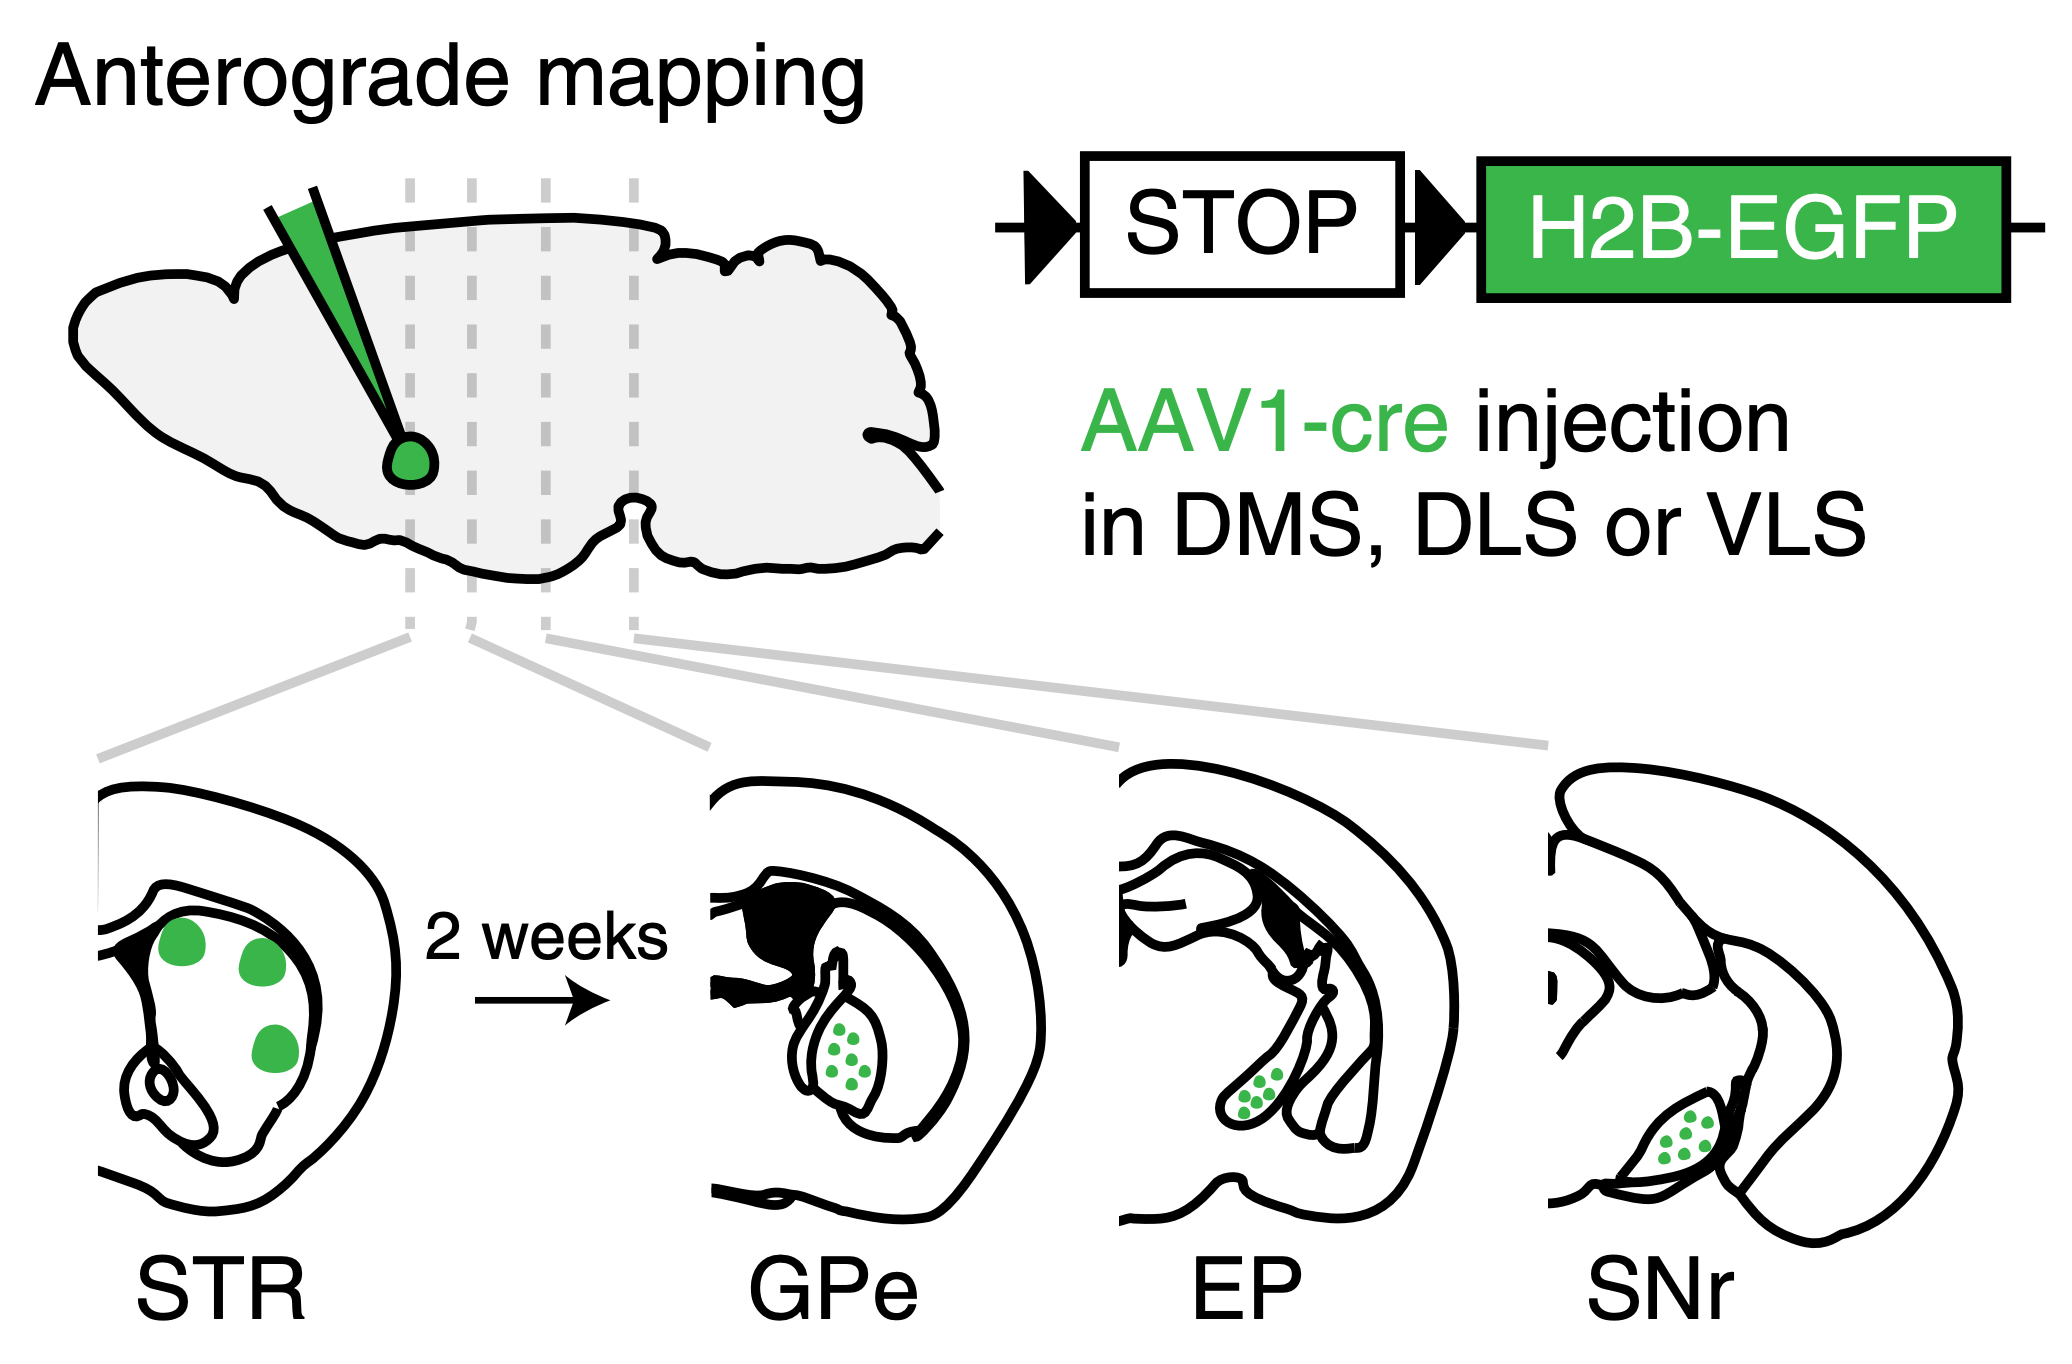 Anterograde mapping
STOP
H2B-EGFP
AAV1-cre injection
in DMS, DLS or VLS
2 weeks
STR
GPe
EP
SNr